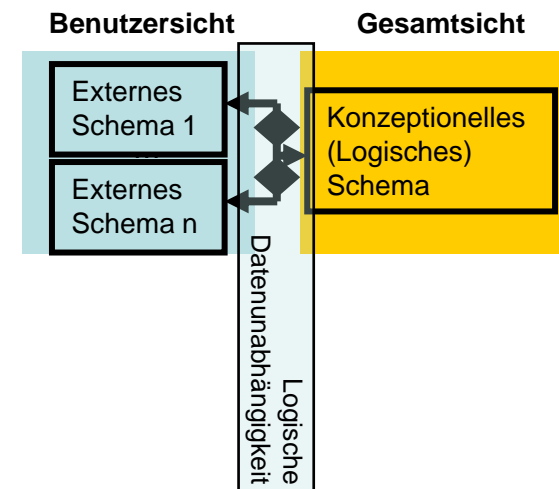 Benutzersicht
Gesamtsicht
Externes
Schema 1
...
Externes
Schema n
Konzeptionelles
(Logisches)
Schema
Logische
Datenunabhängigkeit